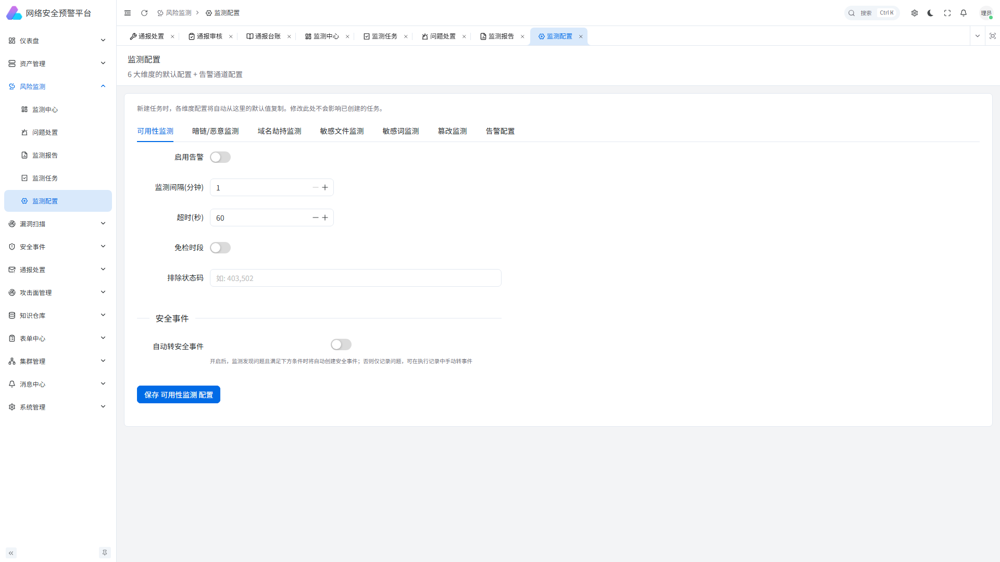 网络安全预警平台
风险监测
监测配置
搜索
Ctrl K
理员
仪表盘
资产管理
风险监测
监测中心
问题处置
监测报告
监测任务
监测配置
漏洞扫描
安全事件
通报处置
攻击面管理
知识仓库
表单中心
集群管理
消息中心
系统管理
通报处置
通报审核
通报台账
监测中心
监测任务
问题处置
监测报告
监测配置
监测配置
6 大维度的默认配置 + 告警通道配置
新建任务时，各维度配置将自动从这里的默认值复制。修改此处不会影响已创建的任务。
可用性监测
暗链/恶意监测
域名劫持监测
敏感文件监测
敏感词监测
篡改监测
告警配置
启用告警
监测间隔(分钟)
1
超时(秒)
60
免检时段
排除状态码
如: 403,502
安全事件
自动转安全事件
开启后，监测发现问题且满足下方条件时将自动创建安全事件；否则仅记录问题，可在执行记录中手动转事件
保存 可用性监测 配置